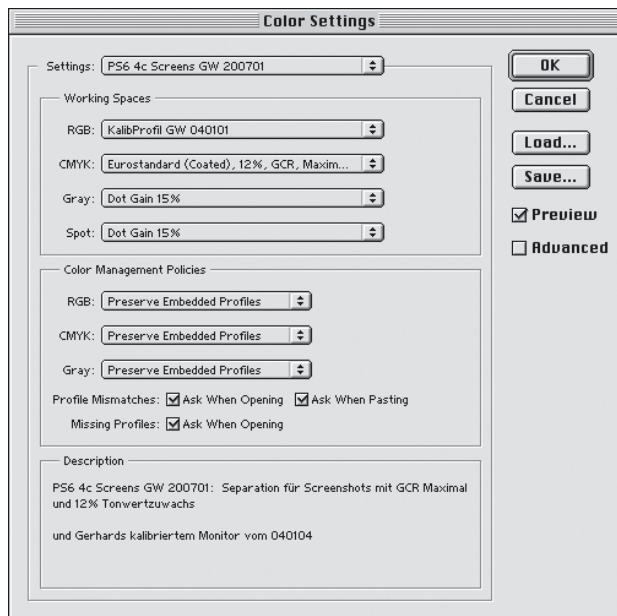 Color Settings
Settings: PS6 4c Screens GW 200701
OK
Cancel
Load...
Save...
Preview
Advanced
Working Spaces
RGB: KalibProfil GW 040101
CMYK: Eurostandard (Coated), 12%, GCR, Maxim...
Gray: Dot Gain 15%
Spot: Dot Gain 15%
Color Management Policies
RGB: Preserve Embedded Profiles
CMYK: Preserve Embedded Profiles
Gray: Preserve Embedded Profiles
Profile Mismatches: Ask When Opening Ask When Pasting
Missing Profiles: Ask When Opening
Description
PS6 4c Screens GW 200701: Separation für Screenshots mit GCR Maximal
und 12% Tonwertzuwachs
und Gerhards kalibriertem Monitor vom 040104